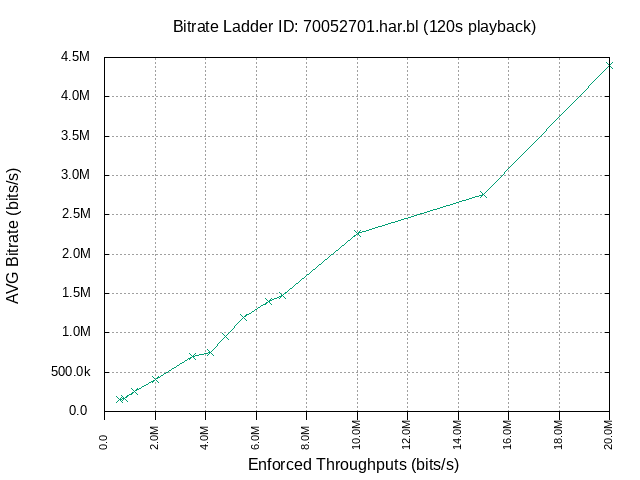 Bitrate Ladder ID: 70052701.har.bl (120s playback)
4.5M
4.0M
3.5M
3.0M
2.5M
2.0M
1.5M
1.0M
500.0k
0.0
AVG Bitrate (bits/s)
0.0
2.0M
4.0M
6.0M
8.0M
10.0M
12.0M
14.0M
16.0M
18.0M
20.0M
Enforced Throughputs (bits/s)